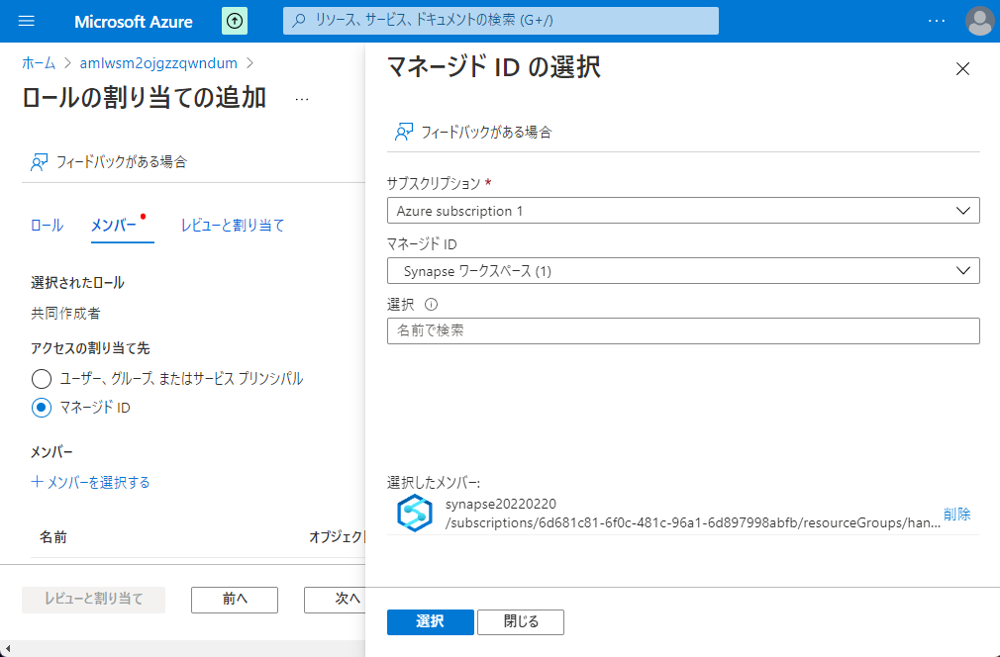 Microsoft Azure
リソース、サービス、ドキュメントの検索 (G+/)
ホーム > amlwsm2ojgzzqwndum >
ロールの割り当ての追加 ...
フィードバックがある場合
ロール メンバー レビューと割り当て
選択されたロール
共同作成者
アクセスの割り当て先
ユーザー、グループ、またはサービス プリンシパル
マネージド ID
メンバー
+ メンバーを選択する
名前 オブジェクト
レビューと割り当て 前へ 次へ
マネージド ID の選択
フィードバックがある場合
サブスクリプション *
Azure subscription 1
マネージド ID
Synapse ワークスペース (1)
選択
名前で検索
選択したメンバー:
synapse20220220
/subscriptions/6d681c81-6f0c-481c-96a1-6d897998abfb/resourceGroups/han...
削除
選択 閉じる